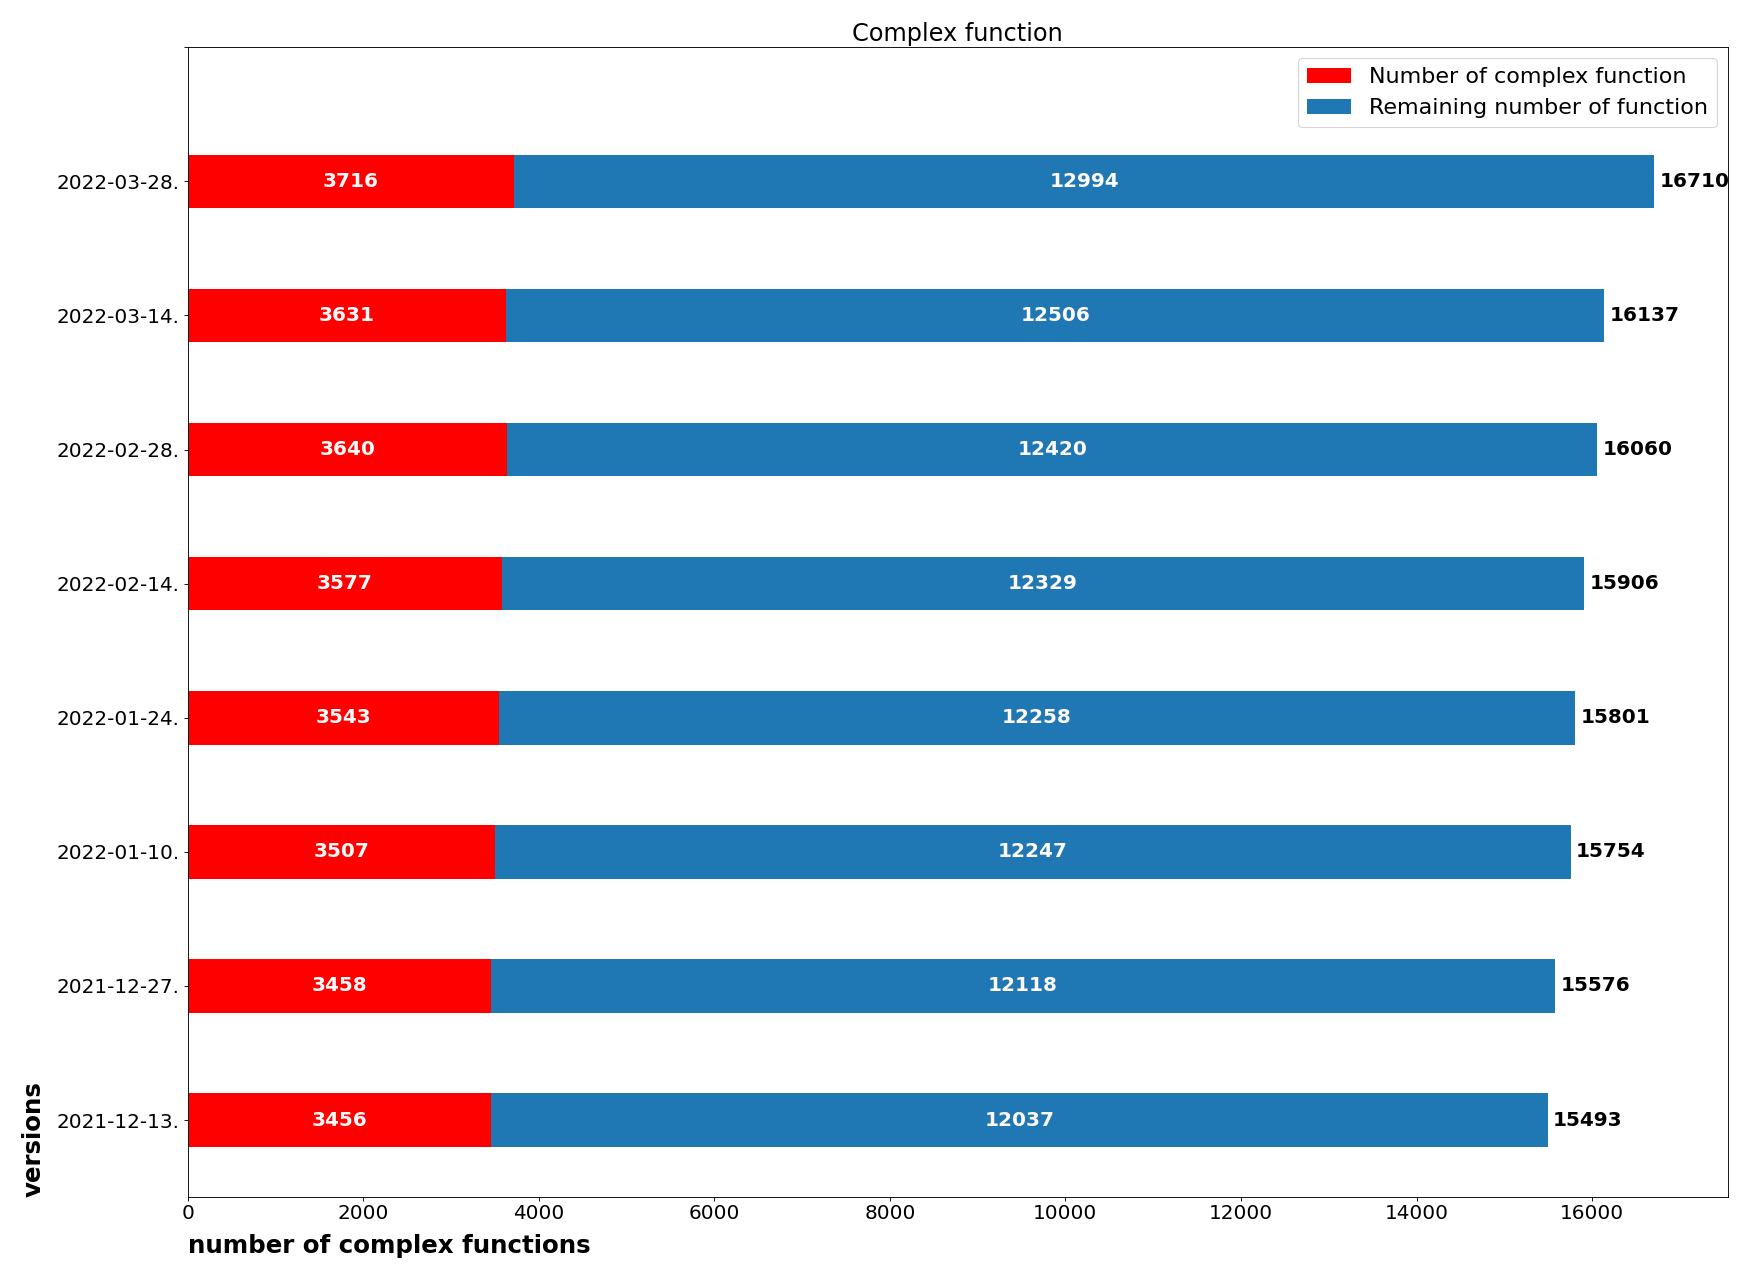 Complex function
Number of complex function
Remaining number of function
2022-03-28. 3716 12994 16710
2022-03-14. 3631 12506 16137
2022-02-28. 3640 12420 16060
2022-02-14. 3577 12329 15906
2022-01-24. 3543 12258 15801
2022-01-10. 3507 12247 15754
2021-12-27. 3458 12118 15576
2021-12-13. 3456 12037 15493
versions
0 2000 4000 6000 8000 10000 12000 14000 16000
number of complex functions